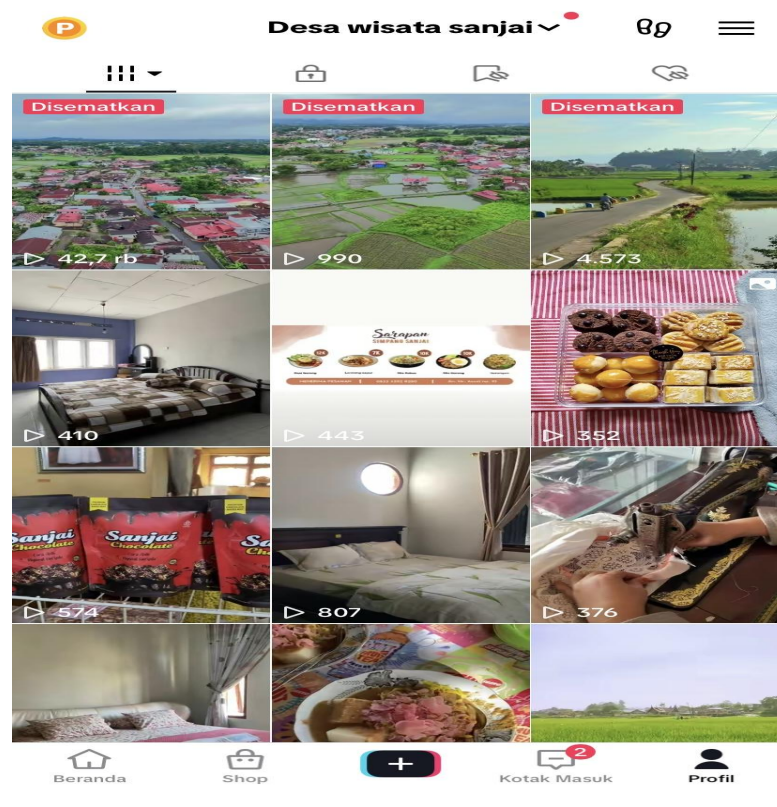 P
Desa wisata sanjai
Disematkan
Disematkan
Disematkan
42,7 rb
990
4.573
Sarapan
SIMPANG SANJAI
410
443
352
Sanjai
Chocolate
Sanjai
Chocolate
574
807
376
Beranda
Shop
Kotak Masuk
2
Profil